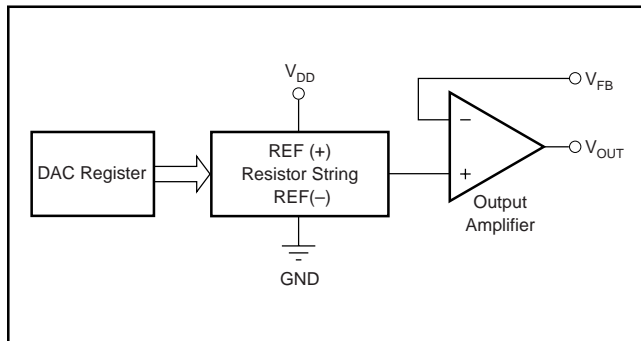 V_DD
V_FB
−
DAC Register
REF (+)
Resistor String
REF(–)
+
V_OUT
Output
Amplifier
GND